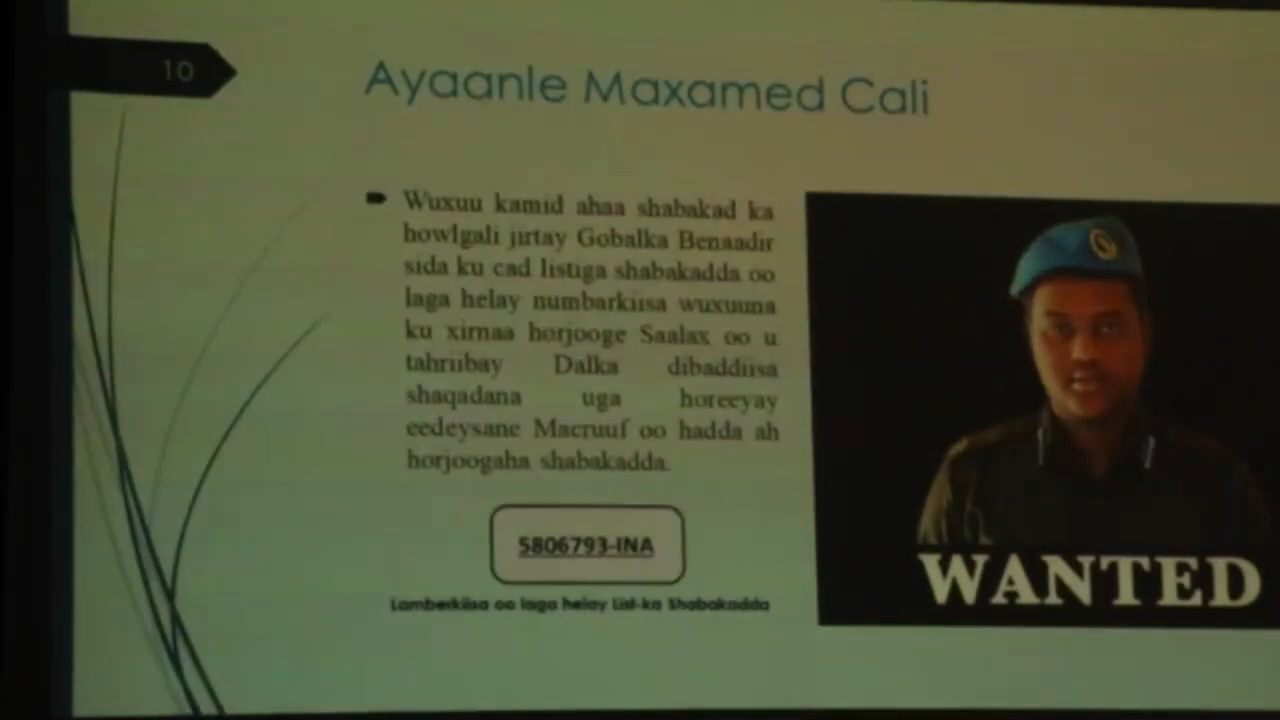 10
Ayaanle Maxamed Cali
Wuxuu kamid ahaa shabakad ka
howlgali jirtay Gobalka Benaadir
sida ku cad listiga shabakadda oo
laga helay numbarkiisa wuxuuna
ku xirnaa horjooge Saalax oo u
tahriibay Dalka dibaddiisa
shaqadana uga horeeyay
eedeysane Macruuf oo hadda ah
horjoogaha shabakadda.
5806793-INA
Lamberkiisa oo laga helay List-ka Shabakadda
WANTED